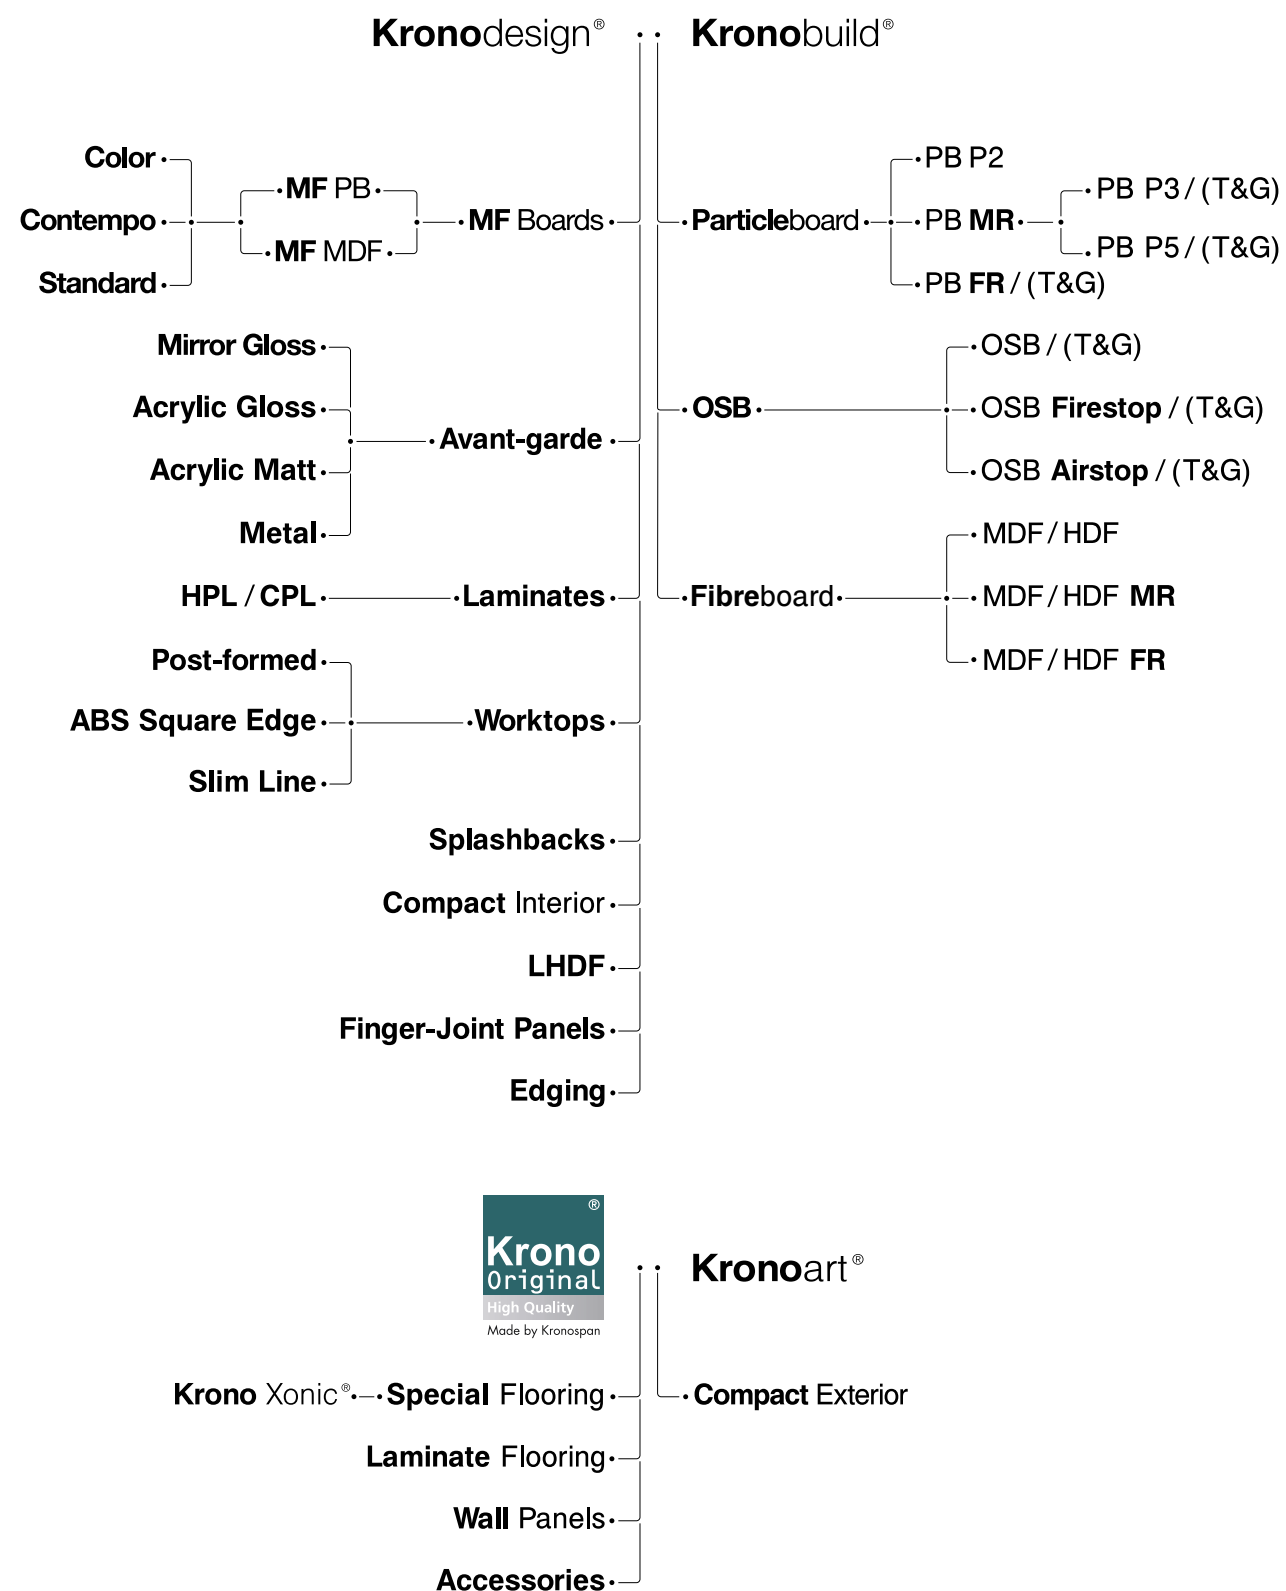 Kronodesign®
Kronobuild®
Color
Contempo
Standard
MF PB
MF MDF
MF Boards
Mirror Gloss
Acrylic Gloss
Acrylic Matt
Metal
Avant-garde
HPL / CPL
Laminates
Post-formed
ABS Square Edge
Slim Line
Worktops
Splashbacks
Compact Interior
LHDF
Finger-Joint Panels
Edging
Particleboard
PB P2
PB MR
PB P3 / (T&G)
PB P5 / (T&G)
PB FR / (T&G)
OSB
OSB / (T&G)
OSB Firestop / (T&G)
OSB Airstop / (T&G)
Fibreboard
MDF / HDF
MDF / HDF MR
MDF / HDF FR
®
Krono
Original
High Quality
Made by Kronospan
Krono Xonic®
Special Flooring
Laminate Flooring
Wall Panels
Accessories
Kronoart®
Compact Exterior